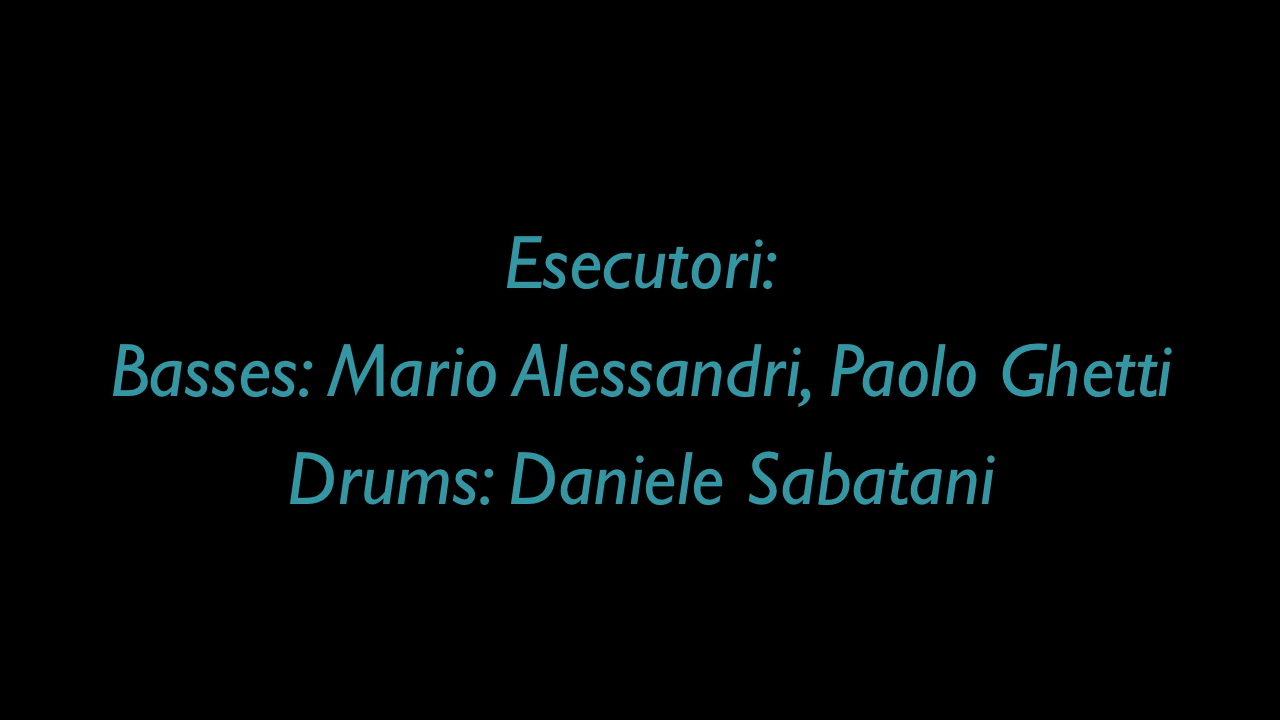 Esecutori:
Basses: Mario Alessandri, Paolo Ghetti
Drums: Daniele Sabatani